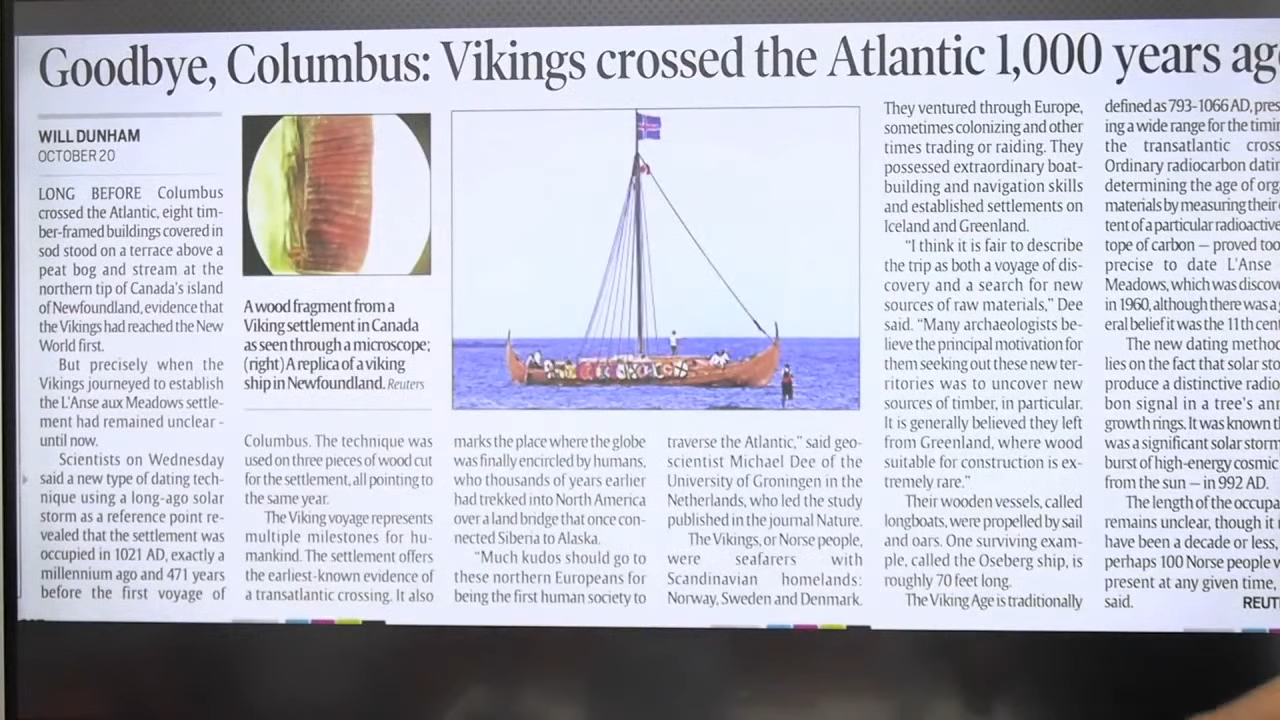 Goodbye, Columbus: Vikings crossed the Atlantic 1,000 years
WILL DUNHAM
OCTOBER 20
LONG BEFORE Columbus
crossed the Atlantic, eight tim-
ber-framed buildings covered in
sod stood on a terrace above a
peat bog and stream at the
northern tip of Canada's island
of Newfoundland, evidence that
the Vikings had reached the New
World first.
But precisely when the
Vikings journeyed to establish
the L'Anse aux Meadows settle-
ment had remained unclear -
until now.
Scientists on Wednesday
said a new type of dating tech-
nique using a long-ago solar
storm as a reference point re-
vealed that the settlement was
occupied in 1021 AD, exactly a
millennium ago and 471 years
before the first voyage of
A wood fragment from a
Viking settlement in Canada
as seen through a microscope;
(right) A replica of a viking
ship in Newfoundland. Reuters
Columbus. The technique was
used on three pieces of wood cut
for the settlement, all pointing to
the same year.
The Viking voyage represents
multiple milestones for hu-
mankind. The settlement offers
the earliest-known evidence of
a transatlantic crossing. It also
marks the place where the globe
was finally encircled by humans,
who thousands of years earlier
had trekked into North America
over a land bridge that once con-
nected Siberia to Alaska.
"Much kudos should go to
these northern Europeans for
being the first human society to
traverse the Atlantic," said geo-
scientist Michael Dee of the
University of Groningen in the
Netherlands, who led the study
published in the journal Nature.
The Vikings, or Norse people,
were seafarers with
Scandinavian homelands:
Norway, Sweden and Denmark.
They ventured through Europe,
sometimes colonizing and other
times trading or raiding. They
possessed extraordinary boat-
building and navigation skills
and established settlements on
Iceland and Greenland.
"I think it is fair to describe
the trip as both a voyage of dis-
covery and a search for new
sources of raw materials," Dee
said. "Many archaeologists be-
lieve the principal motivation for
them seeking out these new ter-
ritories was to uncover new
sources of timber, in particular.
It is generally believed they left
from Greenland, where wood
suitable for construction is ex-
tremely rare."
Their wooden vessels, called
longboats, were propelled by sail
and oars. One surviving exam-
ple, called the Oseberg ship, is
roughly 70 feet long.
The Viking Age is traditionally
defined as 793-1066 AD, pres
ing a wide range for the timi
the transatlantic cross
Ordinary radiocarbon datin
determining the age of org
materials by measuring their
tent of a particular radioactive
tope of carbon — proved too
precise to date L'Anse
Meadows, which was discov
in 1960, although there was a
eral belief it was the 11th cen
The new dating method
lies on the fact that solar sto
produce a distinctive radio
bon signal in a tree's ann
growth rings. It was known t
was a significant solar storm
burst of high-energy cosmic
from the sun — in 992 AD.
The length of the occupa
remains unclear, though it
have been a decade or less,
perhaps 100 Norse people
present at any given time,
said.
REUT